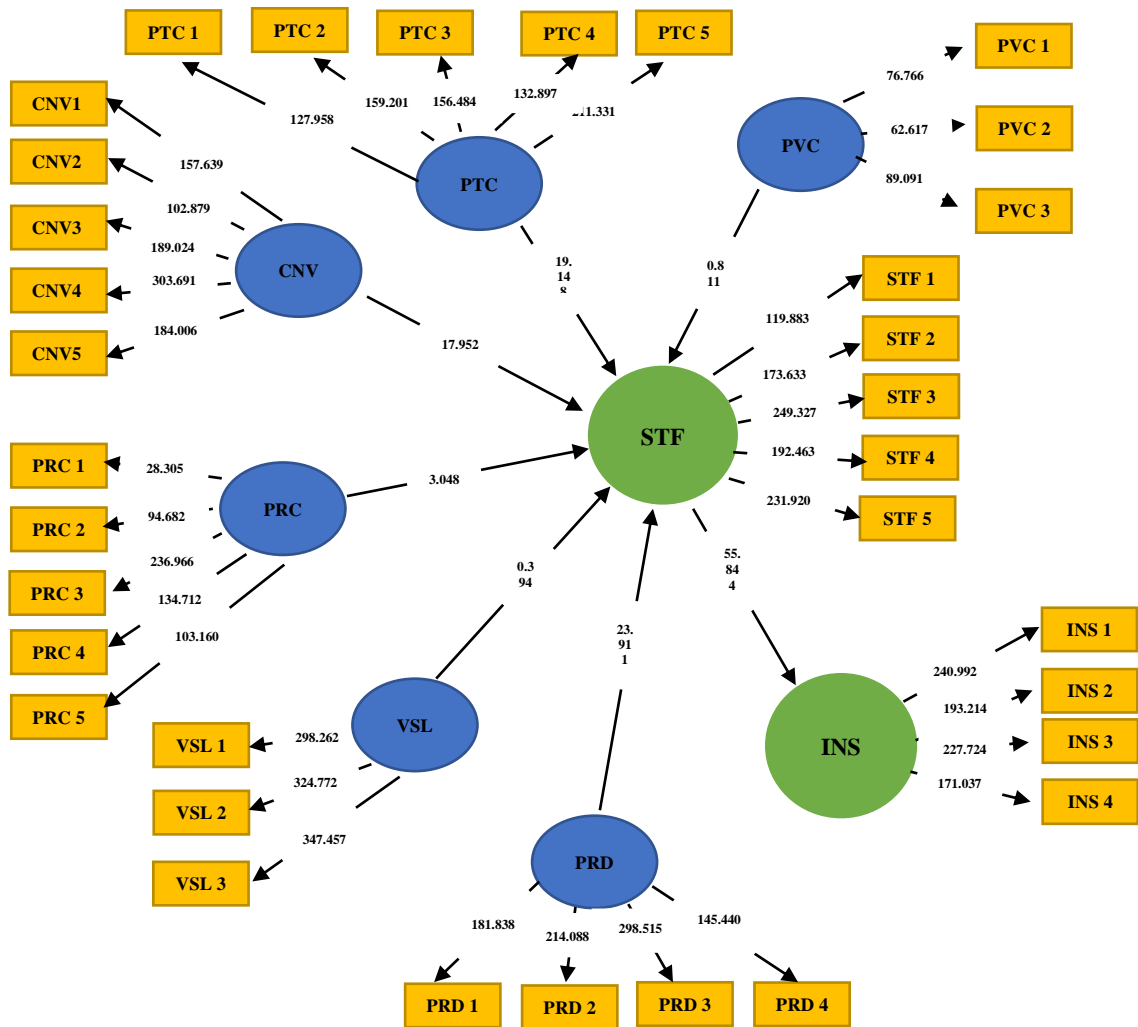 PTC 1
PTC 2
PTC 3
PTC 4
PTC 5
PVC 1
PVC 2
PVC 3
CNV1
CNV2
CNV3
CNV4
CNV5
127.958
159.201
156.484
132.897
76.766
62.617
89.091
157.639
102.879
189.024
303.691
184.006
PTC
PVC
CNV
19.
14
0.8
11
17.952
STF 1
STF 2
STF 3
STF 4
STF 5
119.883
173.633
249.327
192.463
231.920
STF
PRC 1
PRC 2
PRC 3
PRC 4
PRC 5
28.305
94.682
236.966
134.712
103.160
PRC
3.048
0.3
94
23.
91
1
55.
84
4
VSL 1
VSL 2
VSL 3
298.262
324.772
347.457
VSL
INS
240.992
193.214
227.724
171.037
INS 1
INS 2
INS 3
INS 4
PRD
181.838
214.088
298.515
145.440
PRD 1
PRD 2
PRD 3
PRD 4